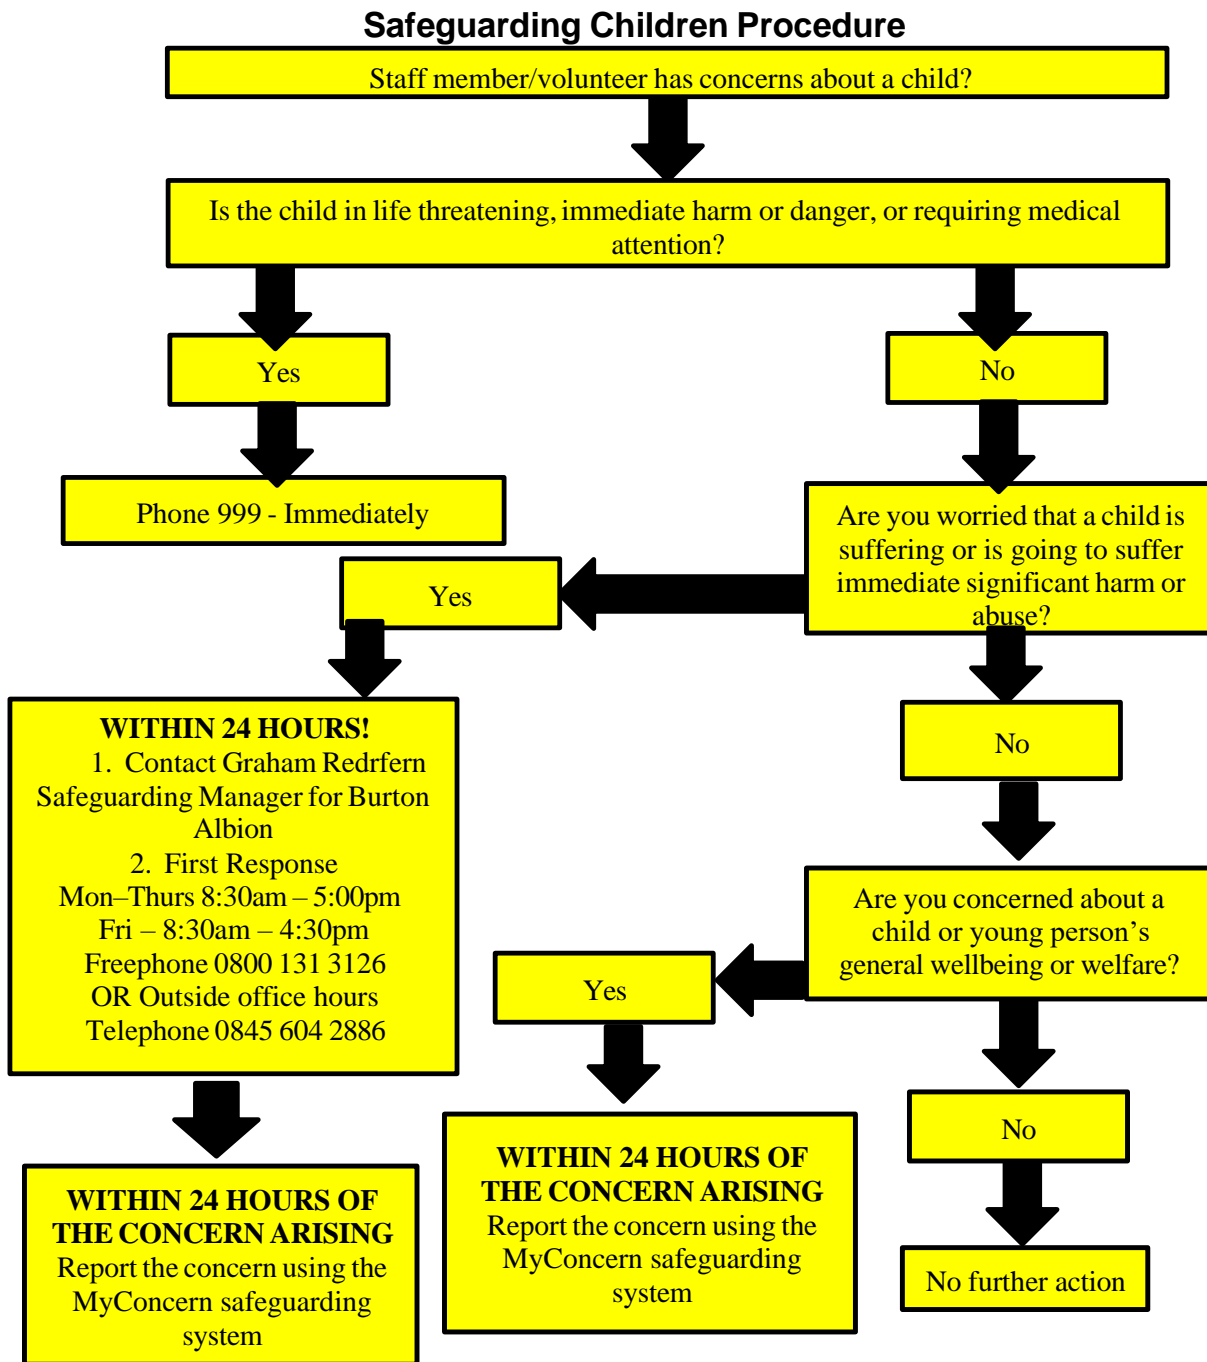 Safeguarding Children Procedure
Staff member/volunteer has concerns about a child?
Is the child in life threatening, immediate harm or danger, or requiring medical
attention?
Yes
No
Phone 999 - Immediately
Are you worried that a child is
suffering or is going to suffer
immediate significant harm or
abuse?
Yes
WITHIN 24 HOURS!
1. Contact Graham Redrfern
Safeguarding Manager for Burton
Albion
2. First Response
Mon–Thurs 8:30am – 5:00pm
Fri – 8:30am – 4:30pm
Freephone 0800 131 3126
OR Outside office hours
Telephone 0845 604 2886
No
Are you concerned about a
child or young person’s
general wellbeing or welfare?
Yes
No
WITHIN 24 HOURS OF
THE CONCERN ARISING
Report the concern using the
MyConcern safeguarding
system
WITHIN 24 HOURS OF
THE CONCERN ARISING
Report the concern using the
MyConcern safeguarding
system
No further action